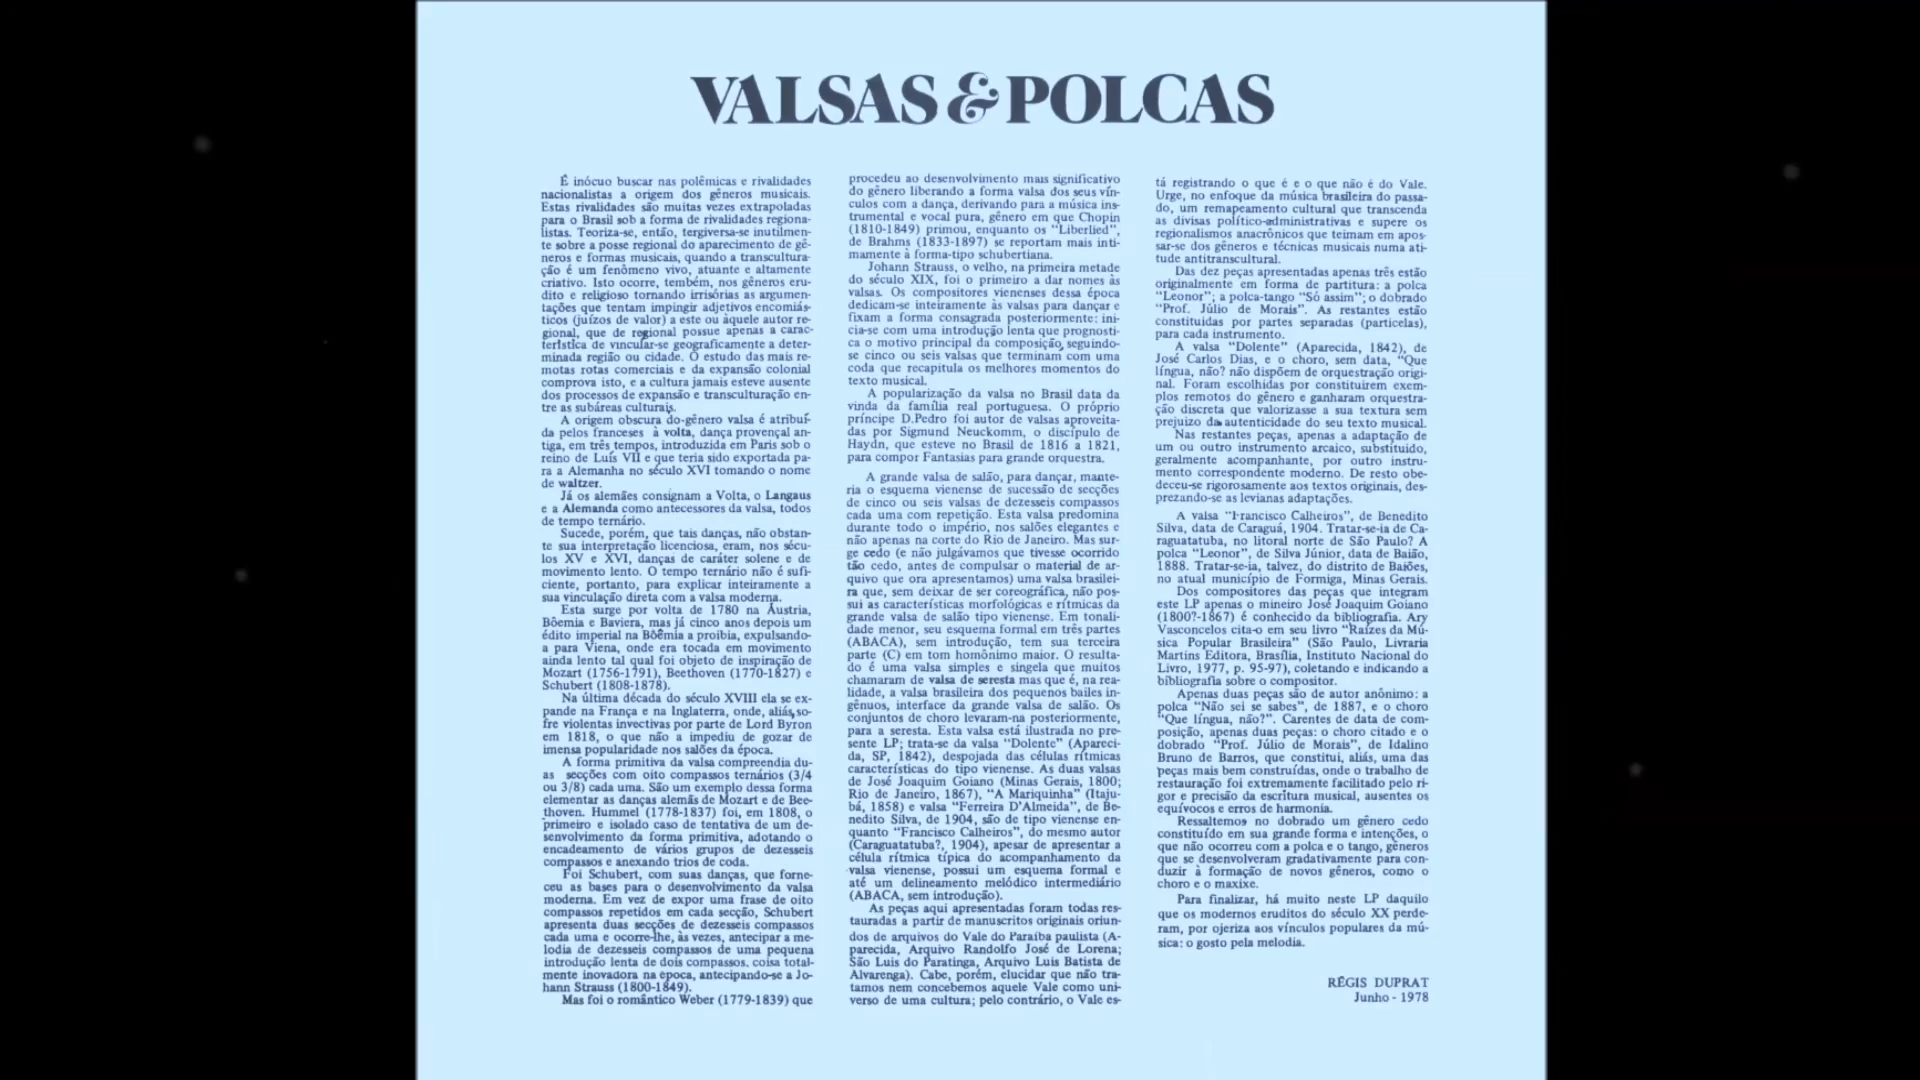 VALSAS & POLCAS
É inócuo buscar nas polêmicas e rivalidades
nacionalistas a origem dos gêneros musicais.
Estas rivalidades são muitas vezes extrapoladas
para o Brasil sob a forma de rivalidades regiona-
listas. Teoriza-se, então, tergiversa-se inutilmen-
te sobre a posse regional do aparecimento de gê-
neros e formas musicais, quando a transcultura-
ção é um fenômeno vivo, atuante e altamente
criativo. Isto ocorre, também, nos gêneros eru-
dito e religioso tornando irrisórias as argumen-
tações que tentam impingir adjetivos encomiás-
ticos (juízos de valor) a este ou àquele autor re-
gional, que de regional possue apenas a carac-
terística de vincular-se geograficamente a deter-
minada região ou cidade. O estudo das mais re-
motas rotas comerciais e da expansão colonial
comprova isto, e a cultura jamais esteve ausente
dos processos de expansão e transculturação en-
tre as subáreas culturais.
A origem obscura do-gênero valsa é atribuí-
da pelos franceses à volta, dança provençal an-
tiga, em três tempos, introduzida em Paris sob o
reino de Luís VII e que teria sido exportada pa-
ra a Alemanha no século XVI tomando o nome
de waltzer.
Já os alemães consignam a Volta, o Langaus
e a Alemanda como antecessores da valsa, todos
de tempo ternário.
Sucede, porém, que tais danças, não obstan-
te sua interpretação licenciosa, eram, nos sécu-
los XV e XVI, danças de caráter solene e de
movimento lento. O tempo ternário não é sufi-
ciente, portanto, para explicar inteiramente a
sua vinculação direta com a valsa moderna.
Esta surge por volta de 1780 na Áustria,
Bôemia e Baviera, mas já cinco anos depois um
édito imperial na Bôêmia a proibia, expulsando-
a para Viena, onde era tocada em movimento
ainda lento tal qual foi objeto de inspiração de
Mozart (1756-1791), Beethoven (1770-1827) e
Schubert (1808-1878).
Na última década do século XVIII ela se ex-
pande na França e na Inglaterra, onde, aliás, so-
fre violentas invectivas por parte de Lord Byron
em 1818, o que não a impediu de gozar de
imensa popularidade nos salões da época.
A forma primitiva da valsa compreendia du-
as secções com oito compassos ternários (3/4
ou 3/8) cada uma. São um exemplo dessa forma
elementar as danças alemãs de Mozart e de Bee-
thoven. Hummel (1778-1837) foi, em 1808, o
primeiro e isolado caso de tentativa de um de-
senvolvimento da forma primitiva, adotando o
encadeamento de vários grupos de dezesseis
compassos e anexando trios de coda.
Foi Schubert, com suas danças, que forne-
ceu as bases para o desenvolvimento da valsa
moderna. Em vez de expor uma frase de oito
compassos repetidos em cada secção, Schubert
apresenta duas secções de dezesseis compassos
cada uma e ocorre-lhe, às vezes, antecipar a me-
lodia de dezesseis compassos de uma pequena
introdução lenta de dois compassos, coisa total-
mente inovadora na época, antecipando-se a Jo-
hann Strauss (1800-1849).
Mas foi o romântico Weber (1779-1839) que
procedeu ao desenvolvimento mais significativo
do gênero liberando a forma valsa dos seus vín-
culos com a dança, derivando para a música ins-
trumental e vocal pura, gênero em que Chopin
(1810-1849) primou, enquanto os "Liberlied",
de Brahms (1833-1897) se reportam mais inti-
mamente à forma-tipo schubertiana.
Johann Strauss, o velho, na primeira metade
do século XIX, foi o primeiro a dar nomes às
valsas. Os compositores vienenses dessa época
dedicam-se inteiramente às valsas para dançar e
fixam a forma consagrada posteriormente: ini-
cia-se com uma introdução lenta que prognosti-
ca o motivo principal da composição, seguindo-
se cinco ou seis valsas que terminam com uma
coda que recapitula os melhores momentos do
texto musical.
A popularização da valsa no Brasil data da
vinda da família real portuguesa. O próprio
príncipe D.Pedro foi autor de valsas aproveita-
das por Sigmund Neuckomm, o discípulo de
Haydn, que esteve no Brasil de 1816 a 1821,
para compor Fantasias para grande orquestra.
A grande valsa de salão, para dançar, mante-
ria o esquema vienense de sucessão de secções
de cinco ou seis valsas de dezesseis compassos
cada uma com repetição. Esta valsa predomina
durante todo o império, nos salões elegantes e
não apenas na corte do Rio de Janeiro. Mas sur-
ge cedo (e não julgávamos que tivesse ocorrido
tão cedo, antes de compulsar o material de ar-
quivo que ora apresentamos) uma valsa brasilei-
ra que, sem deixar de ser coreográfica, não pos-
sui as características morfológicas e rítmicas da
grande valsa de salão tipo vienense. Em tonali-
dade menor, seu esquema formal em três partes
(ABACA), sem introdução, tem sua terceira
parte (C) em tom homônimo maior. O resulta-
do é uma valsa simples e singela que muitos
chamaram de valsa de seresta mas que é, na rea-
lidade, a valsa brasileira dos pequenos bailes in-
gênuos, interface da grande valsa de salão. Os
conjuntos de choro levaram-na posteriormente,
para a seresta. Esta valsa está ilustrada no pre-
sente LP; trata-se da valsa "Dolente" (Apareci-
da, SP, 1842), despojada das células rítmicas
características do tipo vienense. As duas valsas
de José Joaquim Goiano (Minas Gerais, 1800;
Rio de Janeiro, 1867), "A Mariquinha" (Itaju-
bá, 1858) e valsa "Ferreira D'Almeida", de Be-
nedito Silva, de 1904, são de tipo vienense en-
quanto "Francisco Calheiros", do mesmo autor
(Caraguatatuba?, 1904), apesar de apresentar a
célula rítmica típica do acompanhamento da
valsa vienense, possui um esquema formal e
até um delineamento melódico intermediário
(ABACA, sem introdução).
As peças aqui apresentadas foram todas res-
tauradas a partir de manuscritos originais oriun-
dos de arquivos do Vale do Paraíba paulista (A-
parecida, Arquivo Randolfo José de Lorena;
São Luis do Paratinga, Arquivo Luis Batista de
Alvarenga). Cabe, porém, elucidar que não tra-
tamos nem concebemos aquele Vale como uni-
verso de uma cultura; pelo contrário, o Vale es-
tá registrando o que é e o que não é do Vale.
Urge, no enfoque da música brasileira do passa-
do, um remapeamento cultural que transcenda
as divisas político-administrativas e supere os
regionalismos anacrônicos que teimam em apos-
sar-se dos gêneros e técnicas musicais numa ati-
tude antitranscultural.
Das dez peças apresentadas apenas três estão
originalmente em forma de partitura: a polca
"Leonor"; a polca-tango "Só assim"; o dobrado
"Prof. Júlio de Morais". As restantes estão
constituidas por partes separadas (particelas),
para cada instrumento.
A valsa "Dolente" (Aparecida, 1842), de
José Carlos Dias, e o choro, sem data, "Que
língua, não? não dispõem de orquestração origi-
nal. Foram escolhidas por constituirem exem-
plos remotos do gênero e ganharam orquestra-
ção discreta que valorizasse a sua textura sem
prejuizo da autenticidade do seu texto musical.
Nas restantes peças, apenas a adaptação de
um ou outro instrumento arcaico, substituído,
geralmente acompanhante, por outro instru-
mento correspondente moderno. De resto obe-
deceu-se rigorosamente aos textos originais, des-
prezando-se as levianas adaptações.
A valsa "Francisco Calheiros", de Benedito
Silva, data de Caraguá, 1904. Tratar-se-ia de Ca-
raguatatuba, no litoral norte de São Paulo? A
polca "Leonor", de Silva Júnior, data de Baião,
1888. Tratar-se-ia, talvez, do distrito de Baiões,
no atual município de Formiga, Minas Gerais.
Dos compositores das peças que integram
este LP apenas o mineiro José Joaquim Goiano
(1800?-1867) é conhecido da bibliografia. Ary
Vasconcelos cita-o em seu livro "Raízes da Mú-
sica Popular Brasileira" (São Paulo, Livraria
Martins Editora, Brasília, Instituto Nacional do
Livro, 1977, p. 95-97), coletando e indicando a
bibliografia sobre o compositor.
Apenas duas peças são de autor anônimo: a
polca "Não sei se sabes", de 1887, e o choro
"Que língua, não?". Carentes de data de com-
posição, apenas duas peças: o choro citado e o
dobrado "Prof. Júlio de Morais", de Idalino
Bruno de Barros, que constitui, aliás, uma das
peças mais bem construídas, onde o trabalho de
restauração foi extremamente facilitado pelo ri-
gor e precisão da escritura musical, ausentes os
equívocos e erros de harmonia.
Ressaltemos no dobrado um gênero cedo
constituído em sua grande forma e intenções, o
que não ocorreu com a polca e o tango, gêneros
que se desenvolveram gradativamente para con-
duzir à formação de novos gêneros, como o
choro e o maxixe.
Para finalizar, há muito neste LP daquilo
que os modernos eruditos do século XX perde-
ram, por ojeriza aos vínculos populares da mú-
sica: o gosto pela melodia.
RÉGIS DUPRAT
Junho - 1978